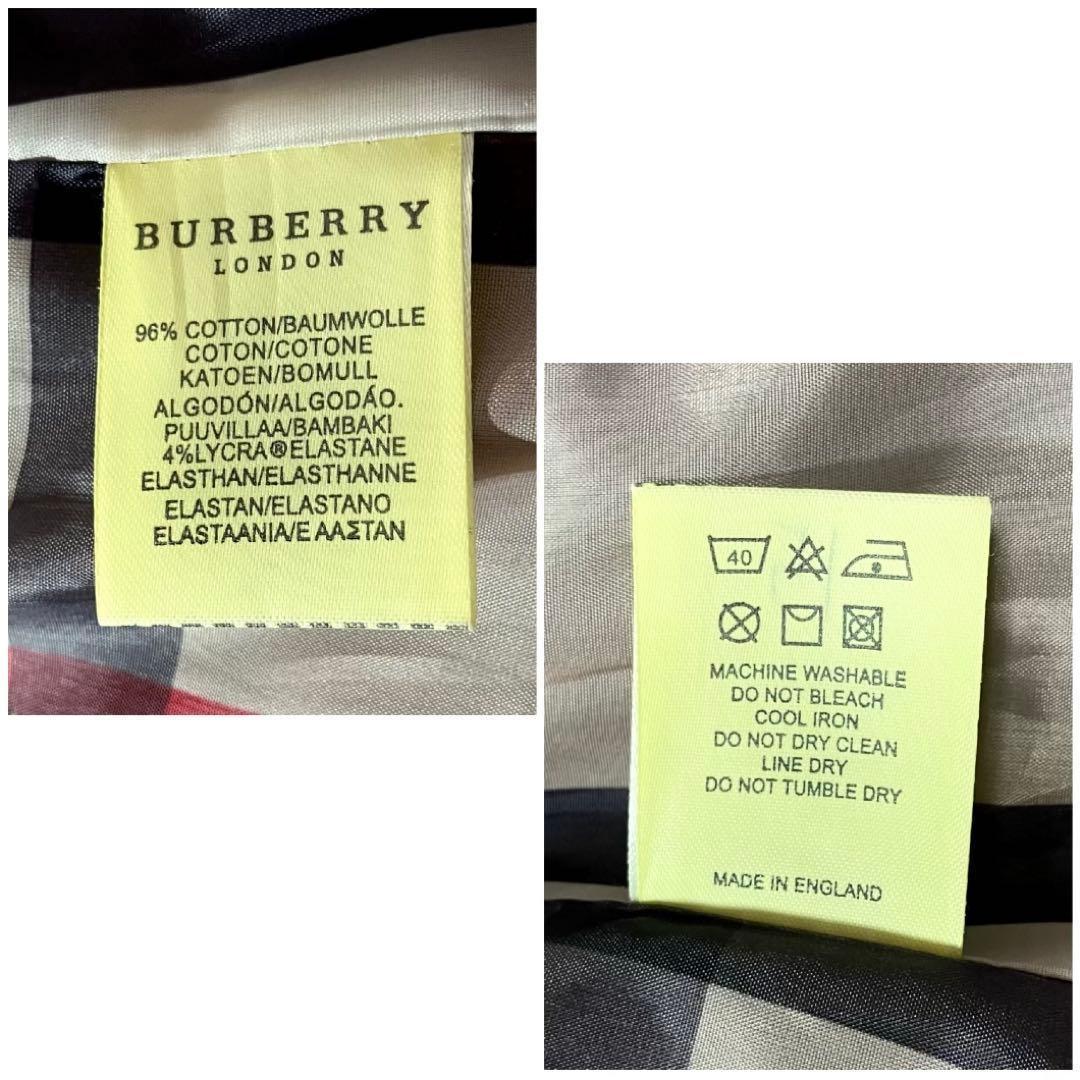 BURBERRY
LONDON
96% COTTON/BAUMWOLLE
COTON/COTONE
KATOEN/BOMULL
ALGODÓN/ALGODÁO.
PUUVILLAA/BAMBAKI
4%LYCRA®ELASTANE
ELASTHAN/ELASTHANNE
ELASTAN/ELASTANO
ELASTAANIA/E ΑΑΣΤΑΝ
40
MACHINE WASHABLE
DO NOT BLEACH
COOL IRON
DO NOT DRY CLEAN
LINE DRY
DO NOT TUMBLE DRY
MADE IN ENGLAND